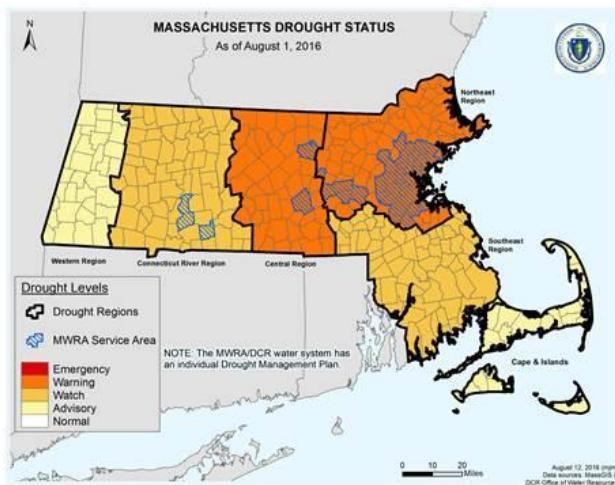 MASSACHUSETTS DROUGHT STATUS
As of August 1, 2016
N
Northeast
Region
Southeast
Region
Western Region
Connecticut River Region
Central Region
Cape & Islands
Drought Levels
Drought Regions
MWRA Service Area
NOTE: The MWRA/DCR water system has
an individual Drought Management Plan.
Emergency
Warning
Watch
Advisory
Normal
0 10 20
Miles
August 12, 2016
Data sources: MassGIS
DCR Office of Water Resource